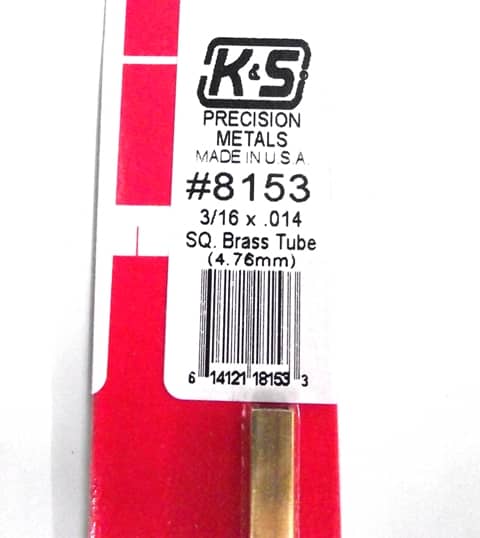 K&S
PRECISION
METALS
MADE IN U.S.A.
#8153
3/16 x .014
SQ. Brass Tube
(4.76mm)
6 14121 18153 3